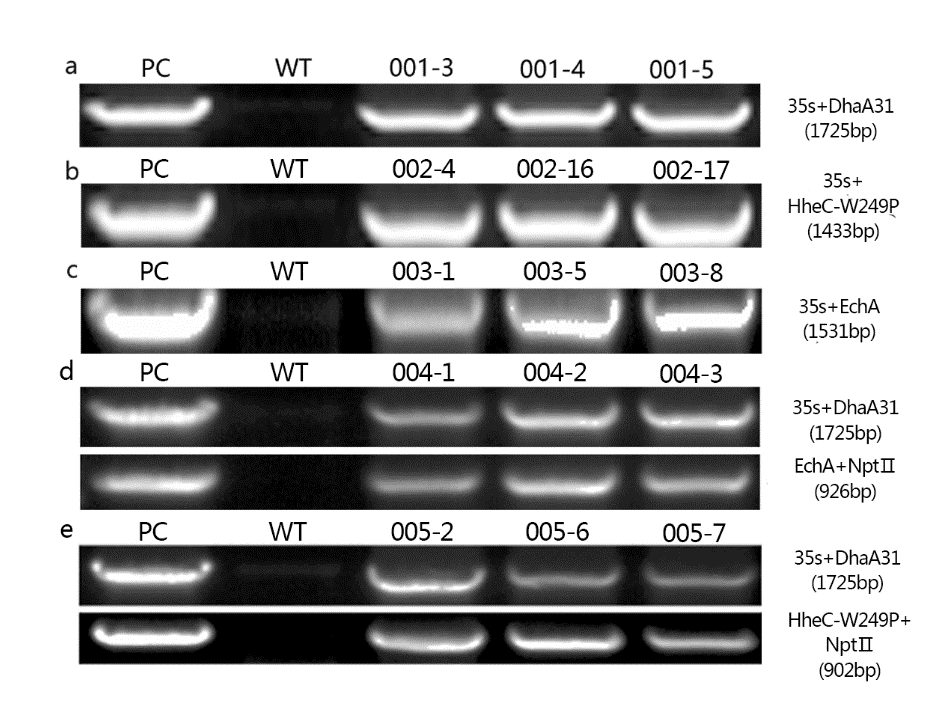 a PC WT 001-3 001-4 001-5
35s+DhaA31
(1725bp)
b PC WT 002-4 002-16 002-17
35s+
HheC-W249P
(1433bp)
c PC WT 003-1 003-5 003-8
35s+EchA
(1531bp)
d PC WT 004-1 004-2 004-3
35s+DhaA31
(1725bp)
EchA+NptⅡ
(926bp)
e PC WT 005-2 005-6 005-7
35s+DhaA31
(1725bp)
HheC-W249P+
NptⅡ
(902bp)